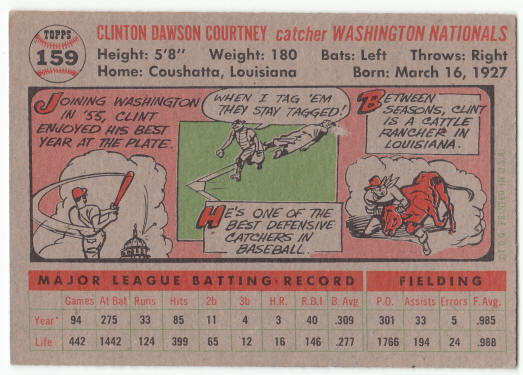 TOPPS
159
CLINTON DAWSON COURTNEY catcher WASHINGTON NATIONALS
Height: 5'8" Weight: 180 Bats: Left Throws: Right
Home: Coushatta, Louisiana Born: March 16, 1927
JOINING WASHINGTON
IN '55, CLINT
ENJOYED HIS BEST
YEAR AT THE PLATE.
WHEN I TAG 'EM
THEY STAY TAGGED!
HE'S ONE OF THE
BEST DEFENSIVE
CATCHERS IN
BASEBALL.
BETWEEN
SEASONS, CLINT
IS A CATTLE
RANCHER IN
LOUISIANA.
©T.C.G. PRINTED IN U.S.A.
MAJOR LEAGUE BATTING RECORD FIELDING
Games At Bat Runs Hits 2b 3b H.R. R.B.I. B. Avg P.O. Assists Errors F. Avg.
Year 94 275 33 85 11 4 3 40 .309 301 33 5 .985
Life 442 1442 124 399 65 12 16 146 .277 1766 194 24 .988